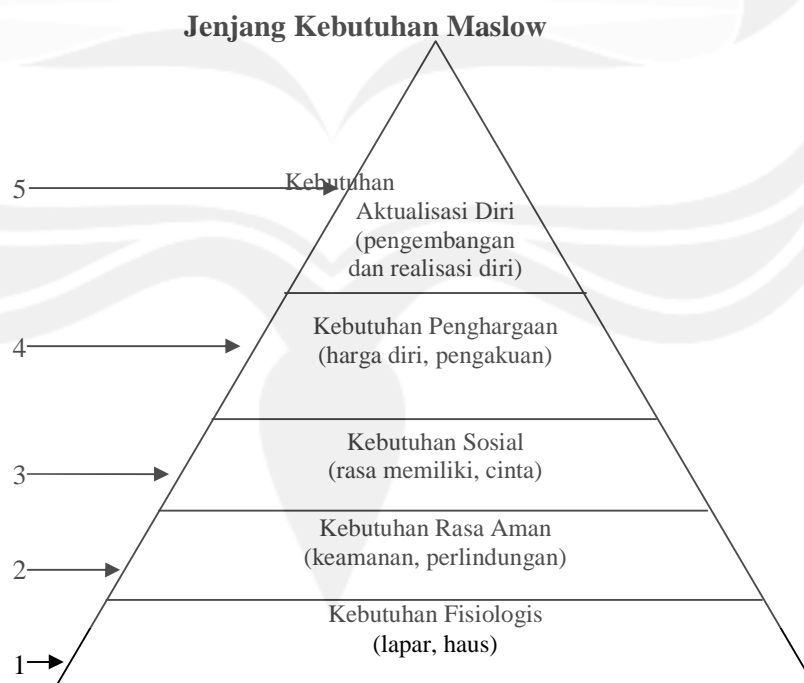 Jenjang Kebutuhan Maslow
5
Kebutuhan
Aktualisasi Diri
(pengembangan
dan realisasi diri)
4
Kebutuhan Penghargaan
(harga diri, pengakuan)
3
Kebutuhan Sosial
(rasa memiliki, cinta)
2
Kebutuhan Rasa Aman
(keamanan, perlindungan)
1
Kebutuhan Fisiologis
(lapar, haus)